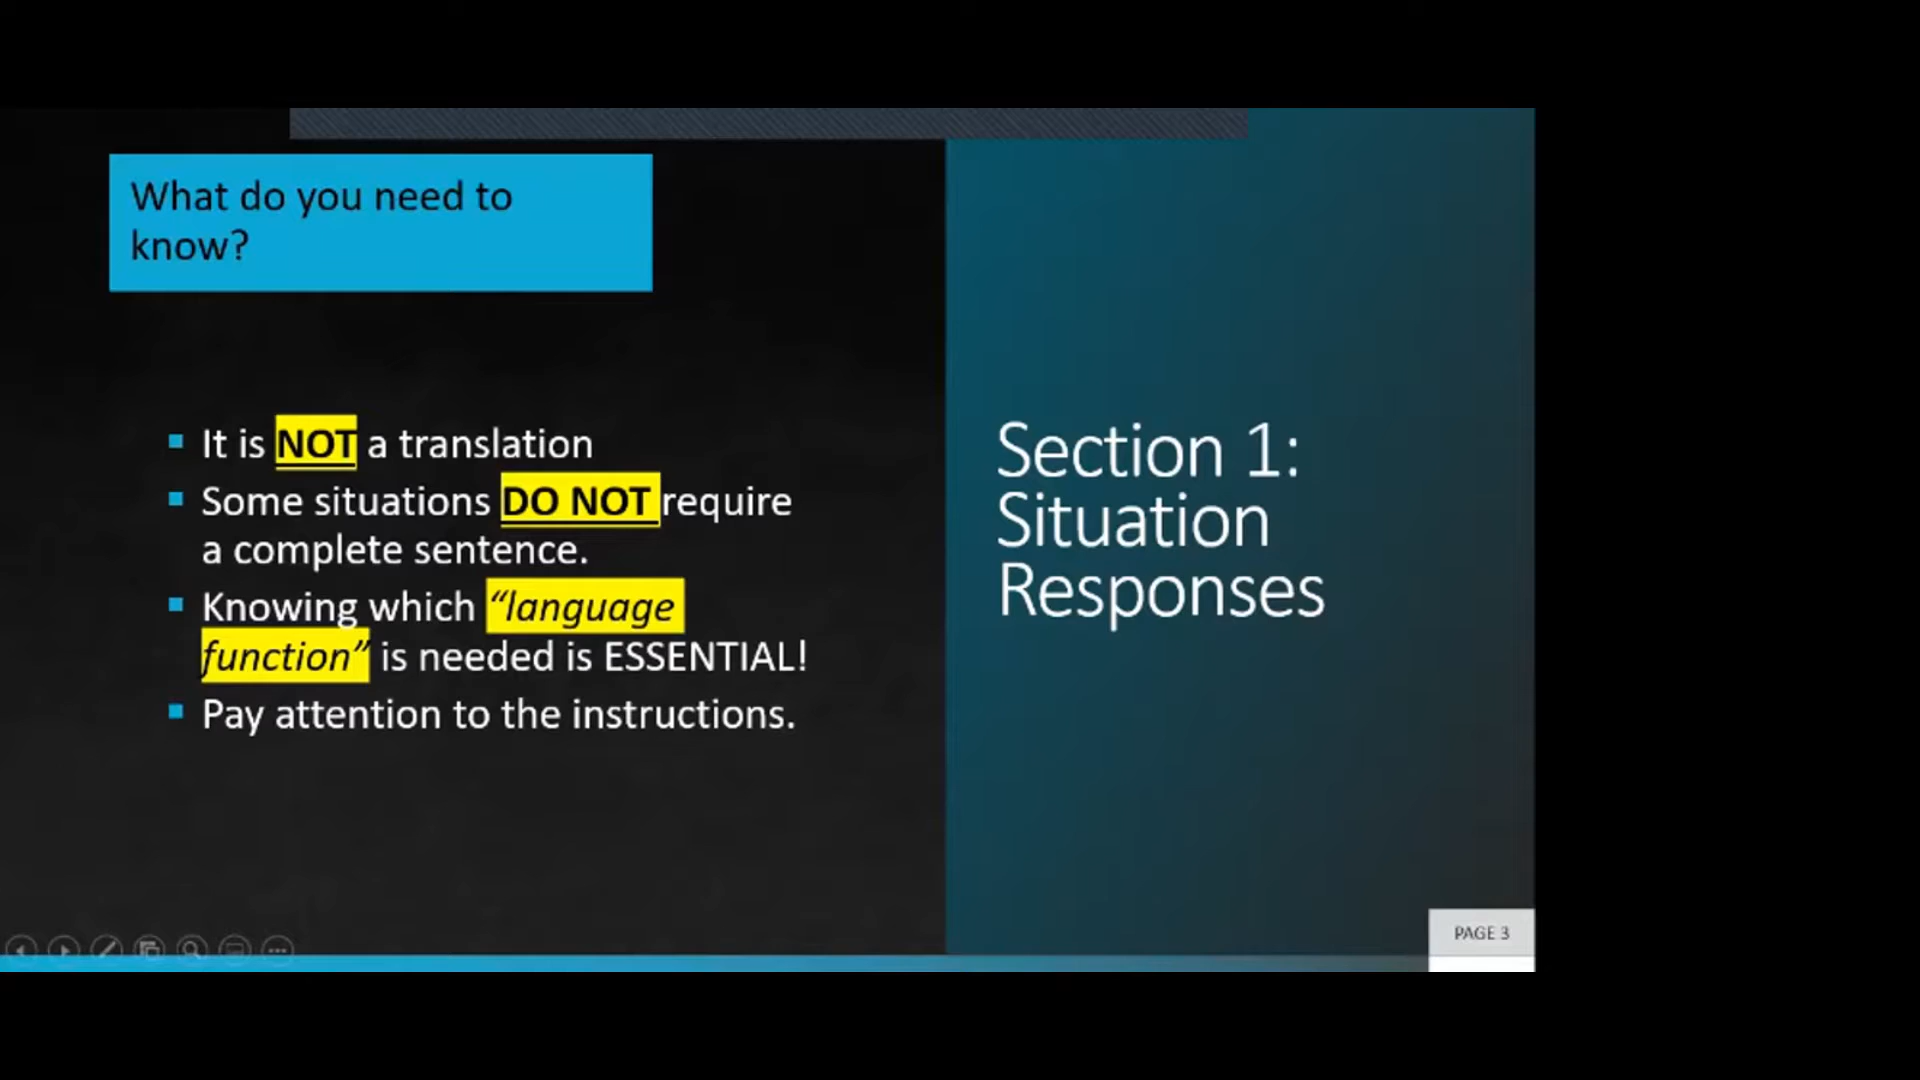 What do you need to
know?
It is NOT a translation
Some situations DO NOT require
a complete sentence.
Knowing which “language
function” is needed is ESSENTIAL!
Pay attention to the instructions.
Section 1:
Situation
Responses
PAGE 3